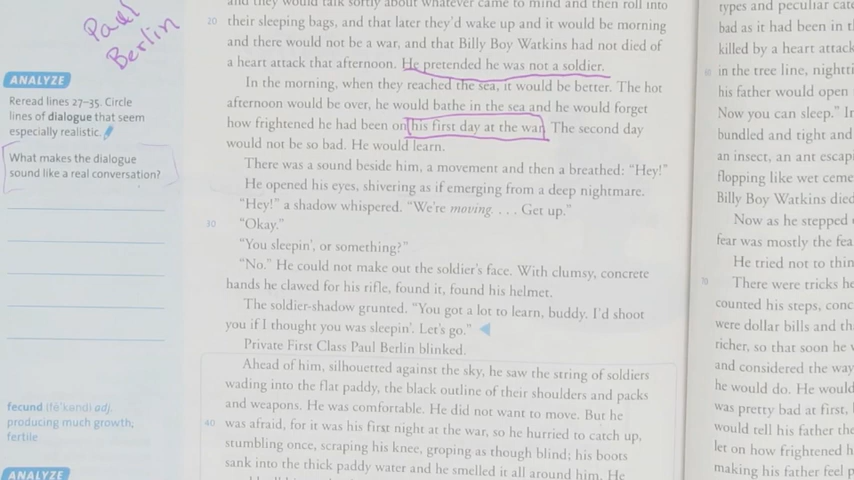 and they would talk softly about whatever came to mind and then roll into
20 their sleeping bags, and that later they'd wake up and it would be morning
and there would not be a war, and that Billy Boy Watkins had not died of
a heart attack that afternoon. He pretended he was not a soldier.
In the morning, when they reached the sea, it would be better. The hot
afternoon would be over, he would bathe in the sea and he would forget
how frightened he had been on his first day at the war. The second day
would not be so bad. He would learn.
There was a sound beside him, a movement and then a breathed: “Hey!”
He opened his eyes, shivering as if emerging from a deep nightmare.
“Hey!” a shadow whispered. “We're moving. . . . Get up.”
30 “Okay.”
“You sleepin', or something?”
“No.” He could not make out the soldier's face. With clumsy, concrete
hands he clawed for his rifle, found it, found his helmet.
The soldier-shadow grunted. “You got a lot to learn, buddy. I'd shoot
you if I thought you was sleepin'. Let's go.”
Private First Class Paul Berlin blinked.
Ahead of him, silhouetted against the sky, he saw the string of soldiers
wading into the flat paddy, the black outline of their shoulders and packs
and weapons. He was comfortable. He did not want to move. But he
40 was afraid, for it was his first night at the war, so he hurried to catch up,
stumbling once, scraping his knee, groping as though blind; his boots
sank into the thick paddy water and he smelled it all around him. He
Paul
Berlin
ANALYZE
Reread lines 27–35. Circle
lines of dialogue that seem
especially realistic.
What makes the dialogue
sound like a real conversation?
fecund adj.
producing much growth;
fertile
ANALYZE
types and peculiar
bad as it had been in
killed by a heart attack
in the tree line,
his father would open
Now you can sleep.”
bundled and tight and
an insect, an ant
flopping like wet
Billy Boy Watkins died
Now as he stepped
fear was mostly the
He tried not to
70 There were tricks he
counted his steps,
were dollar bills and
richer, so that soon he
and considered the
he would do. He would
was pretty bad at first,
would tell his father the
let on how frightened
making his father feel